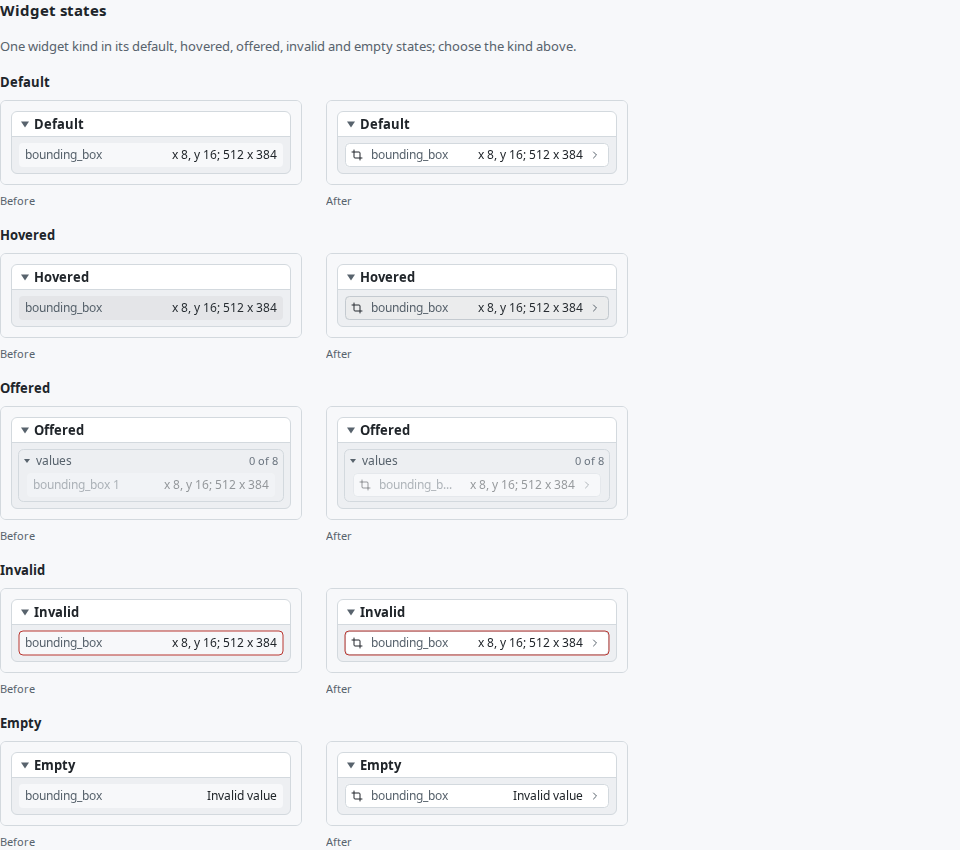 Widget states
One widget kind in its default, hovered, offered, invalid and empty states; choose the kind above.
Default
Default
bounding_box x 8, y 16; 512 x 384
Before
Default
bounding_box x 8, y 16; 512 x 384
After
Hovered
Hovered
bounding_box x 8, y 16; 512 x 384
Before
Hovered
bounding_box x 8, y 16; 512 x 384
After
Offered
Offered
values 0 of 8
bounding_box 1 x 8, y 16; 512 x 384
Before
Offered
values 0 of 8
bounding_b... x 8, y 16; 512 x 384
After
Invalid
Invalid
bounding_box x 8, y 16; 512 x 384
Before
Invalid
bounding_box x 8, y 16; 512 x 384
After
Empty
Empty
bounding_box Invalid value
Before
Empty
bounding_box Invalid value
After